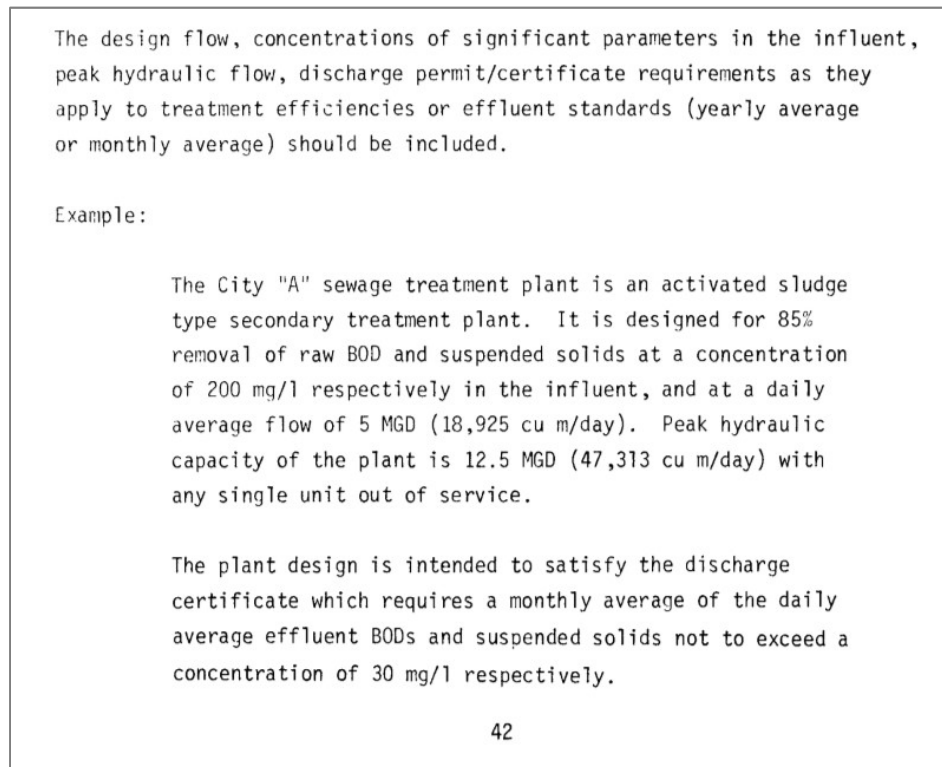 The design flow, concentrations of significant parameters in the influent,
peak hydraulic flow, discharge permit/certificate requirements as they
apply to treatment efficiencies or effluent standards (yearly average
or monthly average) should be included.
Example:
The City "A" sewage treatment plant is an activated sludge
type secondary treatment plant. It is designed for 85%
removal of raw BOD and suspended solids at a concentration
of 200 mg/l respectively in the influent, and at a daily
average flow of 5 MGD (18,925 cu m/day). Peak hydraulic
capacity of the plant is 12.5 MGD (47,313 cu m/day) with
any single unit out of service.
The plant design is intended to satisfy the discharge
certificate which requires a monthly average of the daily
average effluent BODs and suspended solids not to exceed a
concentration of 30 mg/l respectively.
42